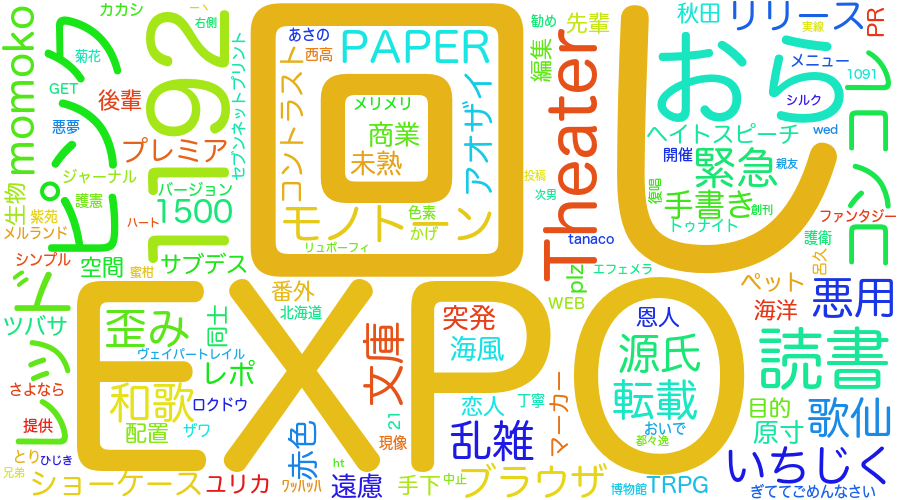 カカシ
momoko
ピンク
レッド
菊花
GET
悪夢
ジャーナル
護憲
生物
紫苑
メルランド
シンプル
空間
ツバサ
さよなら
提供
とり
ひじき
兄弟
後輩
プレミア
1192
右側
セブンネットプリント
バージョン
1500
ハート
サブデス
蜜柑
あさの
西高
コントラスト
PAPER
アオザイ
回
メリメリ
商業
未熟
モノトーン
色素
かげ
リュボーフィ
勧め
先輩
編集
Theater
投稿
次男
tanaco
plz
エフェメラ
WEB
し
秋田
リリース
PR
実線
おら
メニュー
1091
シルク
wed
ヘイトスピーチ
開催
緊急
親友
復唱
手書き
創刊
トゥナイト
コンコレ
ファンタジー
護衛
呂久
ペット
海洋
悪用
EXPO
歪み
同士
ヴェイパートレイル
レポ
和歌
ロクドウ
配置
ザワ
ショーケース
ユリカ
番外
北海道
赤色
ﾜｯﾊｯﾊ
ht
遠慮
文庫
21
現像
手下
中止
突発
海風
恋人
丁寧
乱雑
マーカー
ブラウザ
恩人
源氏
転載
おいで
都々逸
博物館
TRPG
読書
目的
原寸
歌仙
いちじく
ぎててごめんなさい